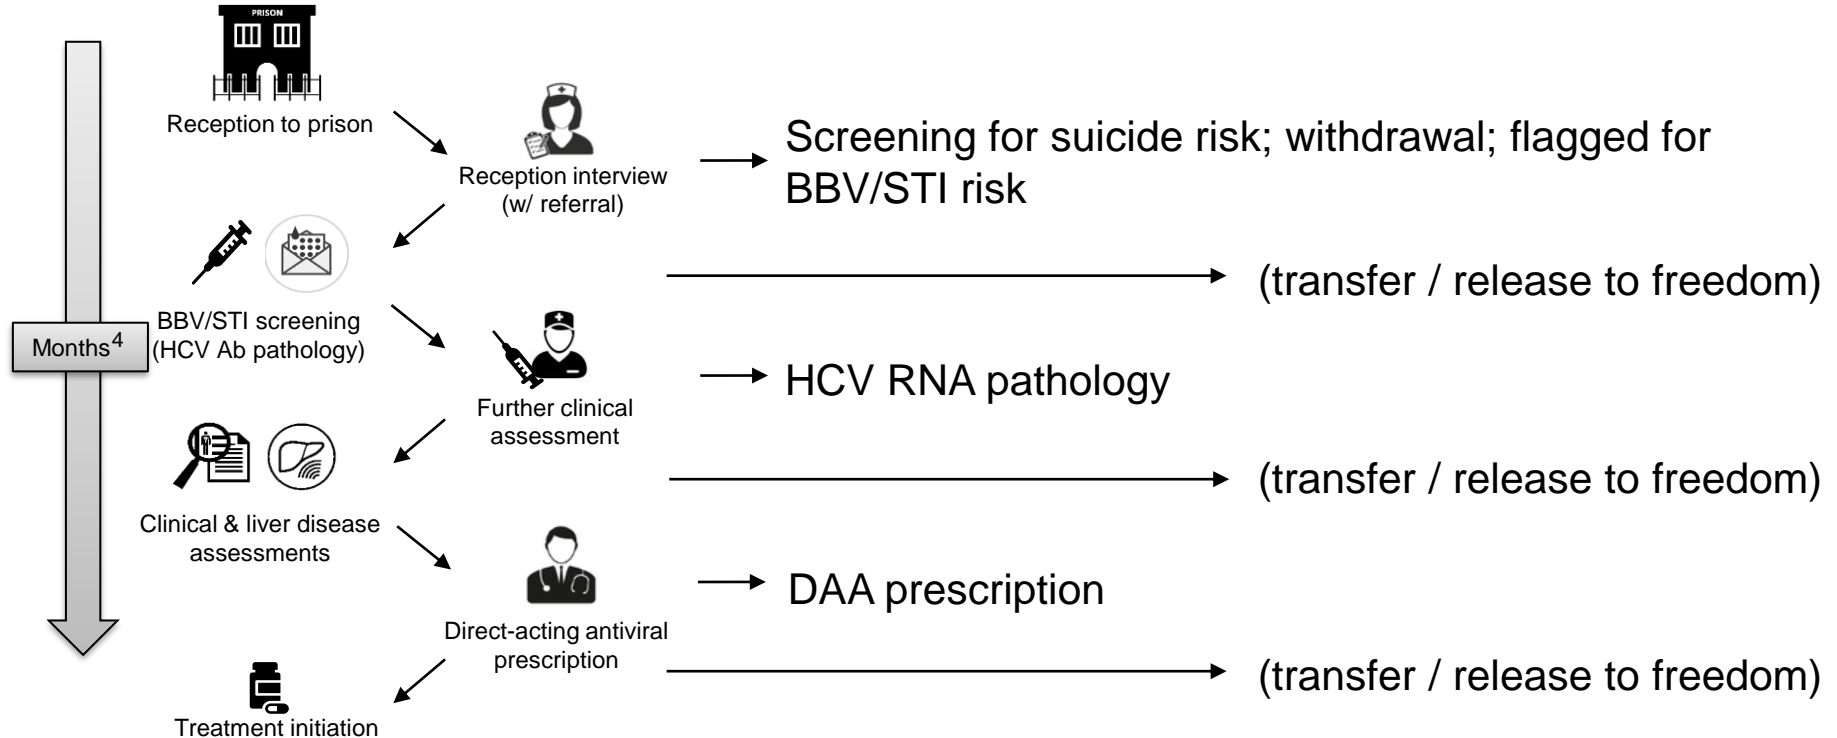 PRISON
Reception to prison
Reception interview
(w/ referral)
Screening for suicide risk; withdrawal; flagged for
BBV/STI risk
(transfer / release to freedom)
BBV/STI screening
(HCV Ab pathology)
Months4
HCV RNA pathology
Further clinical
assessment
(transfer / release to freedom)
Clinical & liver disease
assessments
DAA prescription
Direct-acting antiviral
prescription
(transfer / release to freedom)
Treatment initiation